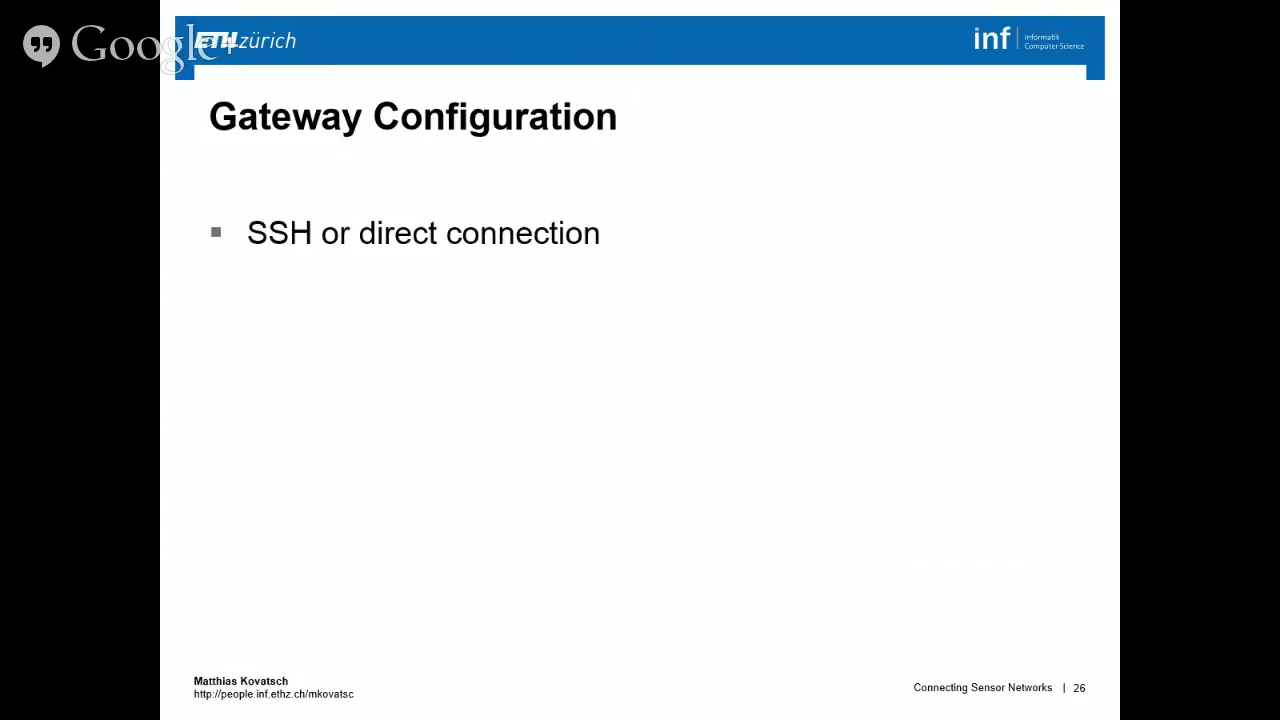 Google+
ETH zürich
inf
Informatik
Computer Science
Gateway Configuration
SSH or direct connection
Matthias Kovatsch
http://people.inf.ethz.ch/mkovatsc
Connecting Sensor Networks | 26